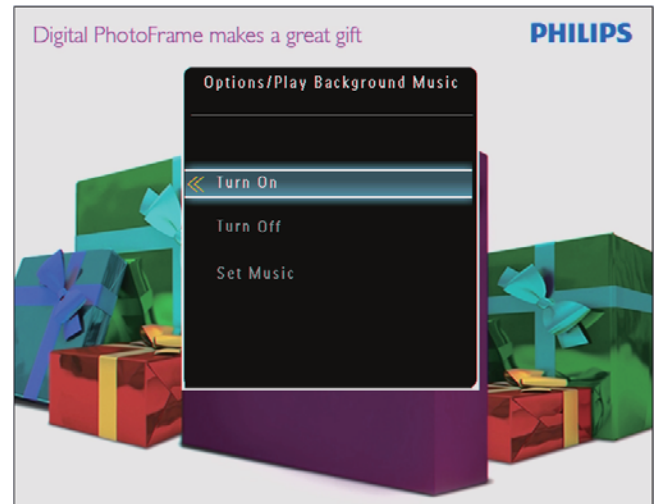 Digital PhotoFrame makes a great gift
PHILIPS
Options/Play Background Music
Turn On
Turn Off
Set Music